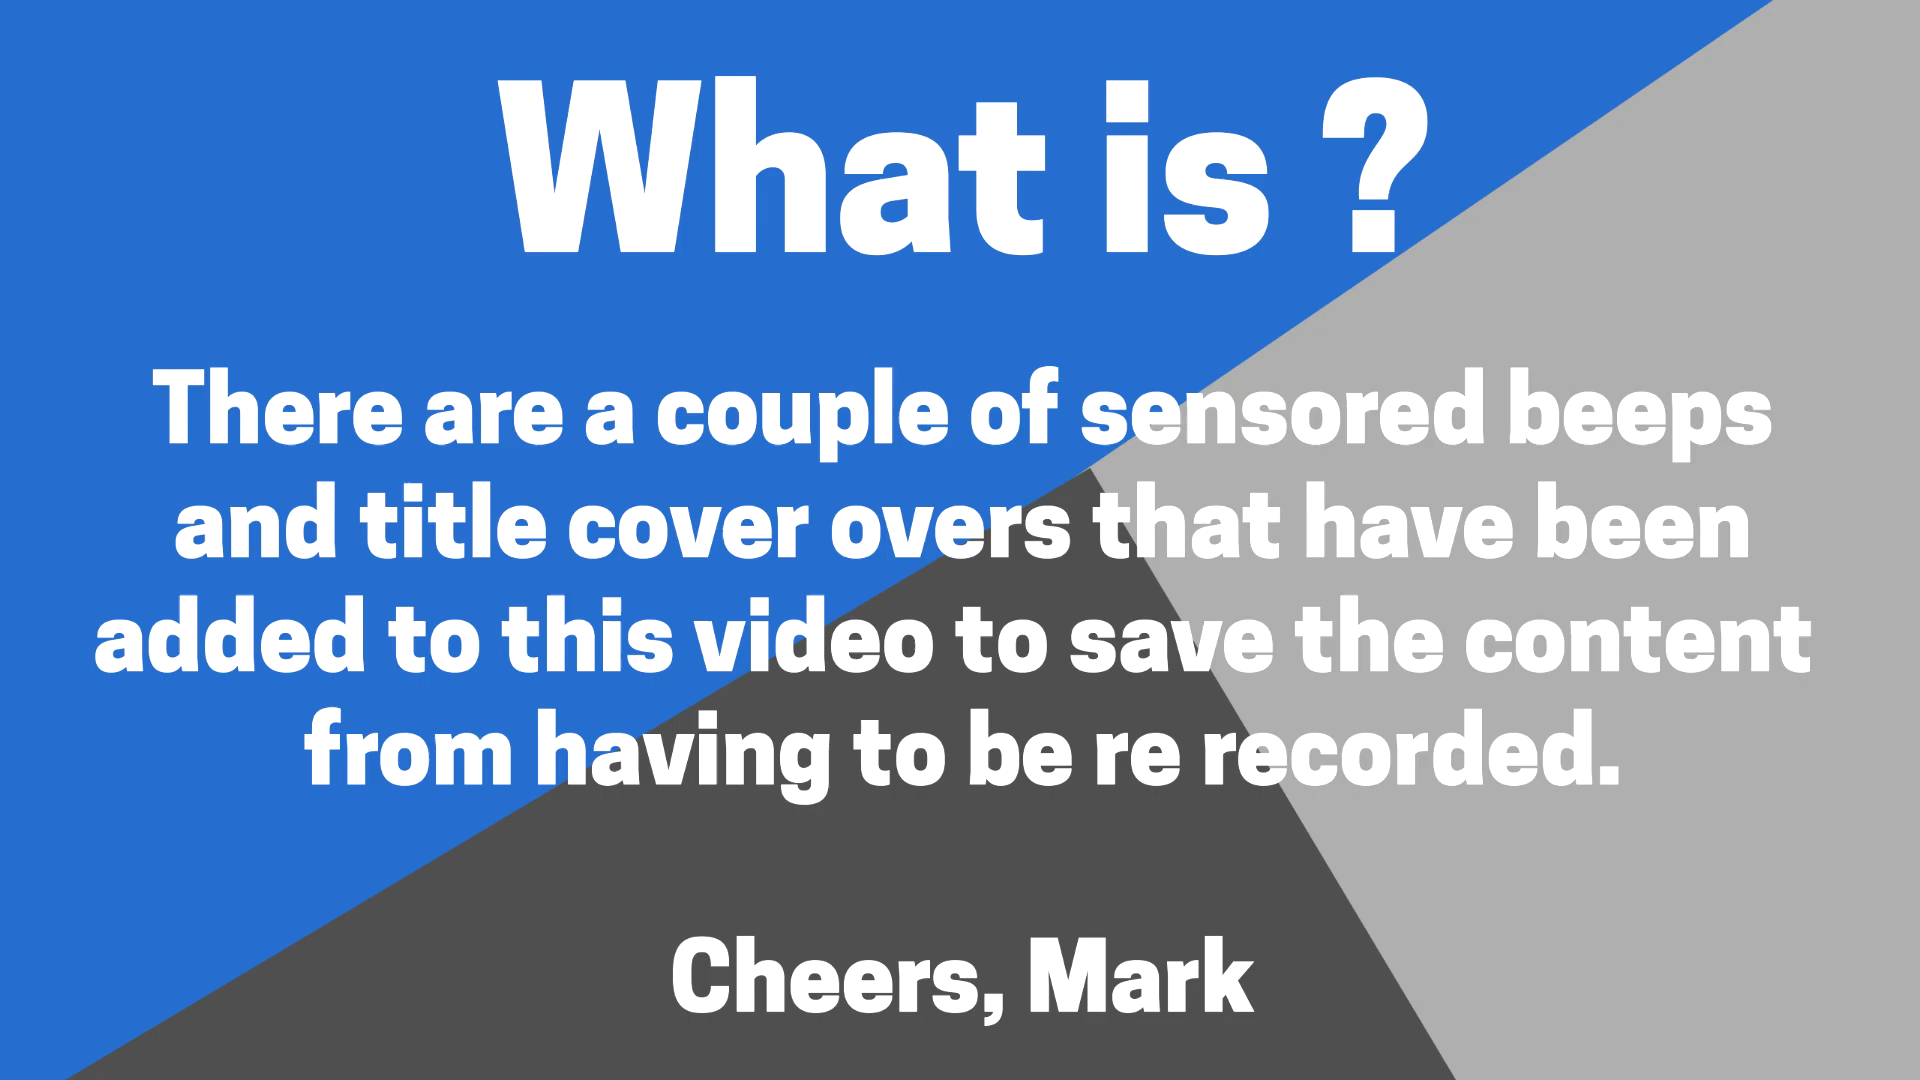 What is ?
There are a couple of sensored beeps
and title cover overs that have been
added to this video to save the content
from having to be re recorded.
Cheers, Mark